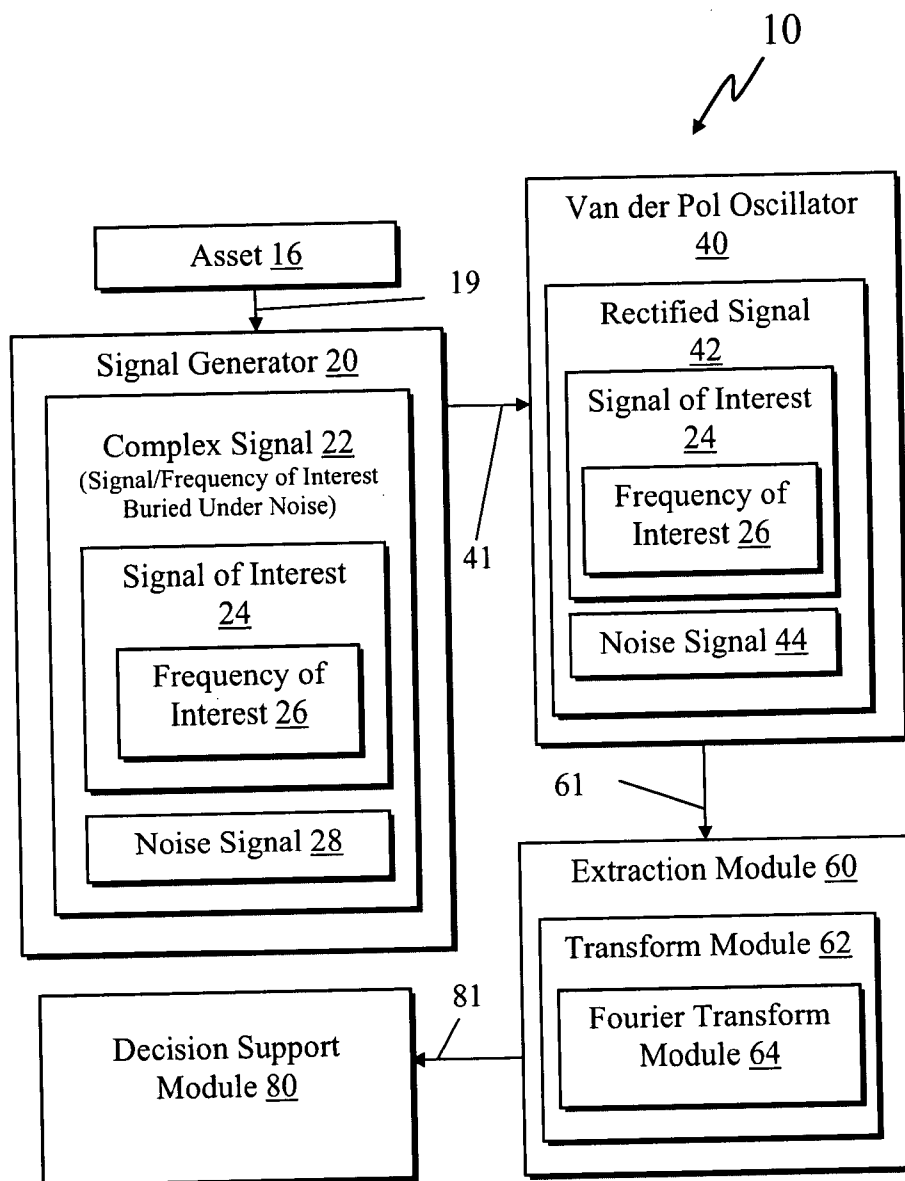 10
Asset 16
19
Signal Generator 20
Complex Signal 22
(Signal/Frequency of Interest
Buried Under Noise)
Signal of Interest
24
Frequency of
Interest 26
Noise Signal 28
41
Van der Pol Oscillator
40
Rectified Signal
42
Signal of Interest
24
Frequency of
Interest 26
Noise Signal 44
61
Extraction Module 60
Transform Module 62
Fourier Transform
Module 64
81
Decision Support
Module 80